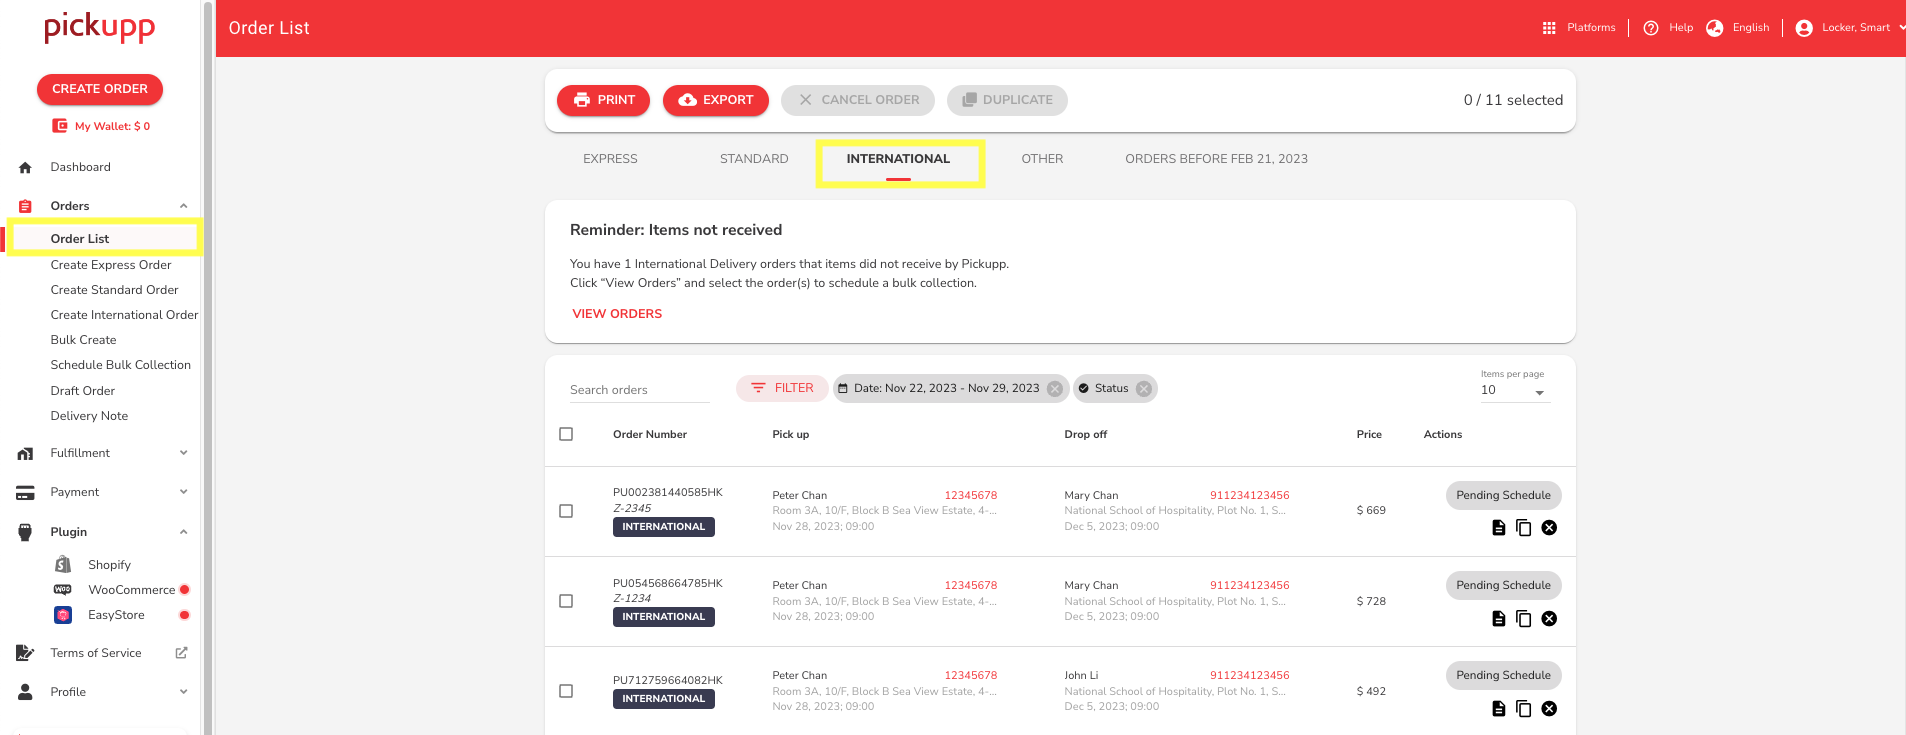 pickupp
Order List
Platforms
Help
English
Locker, Smart
CREATE ORDER
My Wallet: $ 0
Dashboard
Orders
Order List
Create Express Order
Create Standard Order
Create International Order
Bulk Create
Schedule Bulk Collection
Draft Order
Delivery Note
Fulfillment
Payment
Plugin
Shopify
WOO WooCommerce
EasyStore
Terms of Service
Profile
PRINT
EXPORT
CANCEL ORDER
DUPLICATE
0 / 11 selected
EXPRESS
STANDARD
INTERNATIONAL
OTHER
ORDERS BEFORE FEB 21, 2023
Reminder: Items not received
You have 1 International Delivery orders that items did not receive by Pickupp.
Click “View Orders” and select the order(s) to schedule a bulk collection.
VIEW ORDERS
Search orders
FILTER
Date: Nov 22, 2023 - Nov 29, 2023
Status
Items per page
10
Order Number
Pick up
Drop off
Price
Actions
PU002381440585HK
Z-2345
INTERNATIONAL
Peter Chan 12345678
Room 3A, 10/F, Block B Sea View Estate, 4-...
Nov 28, 2023; 09:00
Mary Chan 911234123456
National School of Hospitality, Plot No. 1, S...
Dec 5, 2023; 09:00
$ 669
Pending Schedule
PU054568664785HK
Z-1234
INTERNATIONAL
Peter Chan 12345678
Room 3A, 10/F, Block B Sea View Estate, 4-...
Nov 28, 2023; 09:00
Mary Chan 911234123456
National School of Hospitality, Plot No. 1, S...
Dec 5, 2023; 09:00
$ 728
Pending Schedule
PU712759664082HK
INTERNATIONAL
Peter Chan 12345678
Room 3A, 10/F, Block B Sea View Estate, 4-...
Nov 28, 2023; 09:00
John Li 911234123456
National School of Hospitality, Plot No. 1, S...
Dec 5, 2023; 09:00
$ 492
Pending Schedule